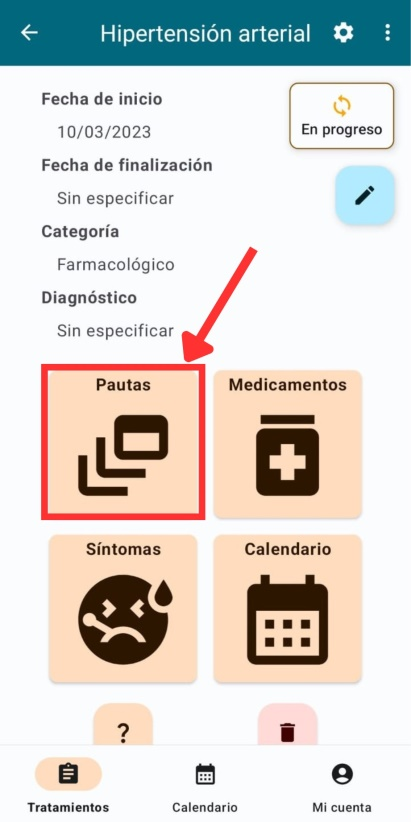 Hipertensión arterial
Fecha de inicio
10/03/2023
En progreso
Fecha de finalización
Sin especificar
Categoría
Farmacológico
Diagnóstico
Sin especificar
Pautas
Medicamentos
Síntomas
Calendario
?
Tratamientos
Calendario
Mi cuenta